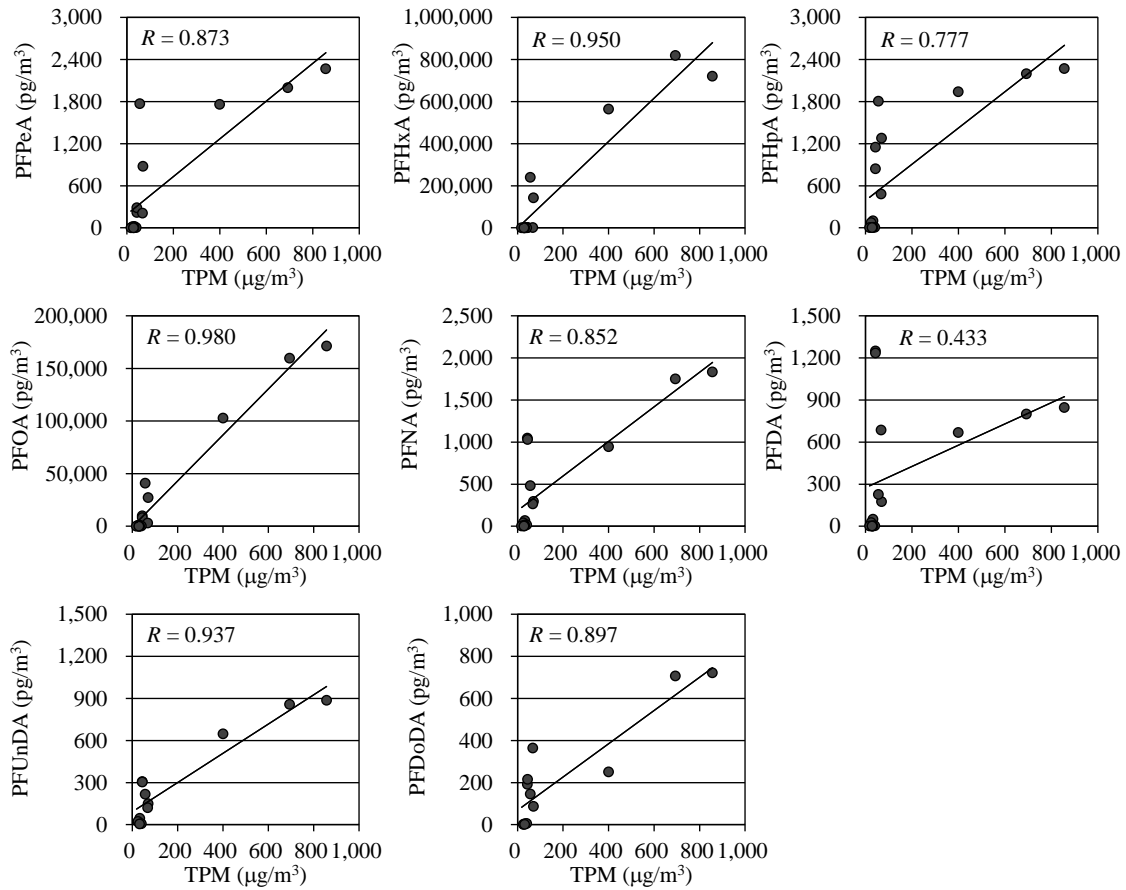 PFPeA (pg/m³)
3,000
2,400
1,800
1,200
600
0
R = 0.873
0 200 400 600 800 1,000
TPM (μg/m³)
PFHxA (pg/m³)
1,000,000
800,000
600,000
400,000
200,000
0
R = 0.950
0 200 400 600 800 1,000
TPM (μg/m³)
PFHpA (pg/m³)
3,000
2,400
1,800
1,200
600
0
R = 0.777
0 200 400 600 800 1,000
TPM (μg/m³)
PFOA (pg/m³)
200,000
150,000
100,000
50,000
0
R = 0.980
0 200 400 600 800 1,000
TPM (μg/m³)
PFNA (pg/m³)
2,500
2,000
1,500
1,000
500
0
R = 0.852
0 200 400 600 800 1,000
TPM (μg/m³)
PFDA (pg/m³)
1,500
1,200
900
600
300
0
R = 0.433
0 200 400 600 800 1,000
TPM (μg/m³)
PFUnDA (pg/m³)
1,500
1,200
900
600
300
0
R = 0.937
0 200 400 600 800 1,000
TPM (μg/m³)
PFDoDA (pg/m³)
1,000
800
600
400
200
0
R = 0.897
0 200 400 600 800 1,000
TPM (μg/m³)